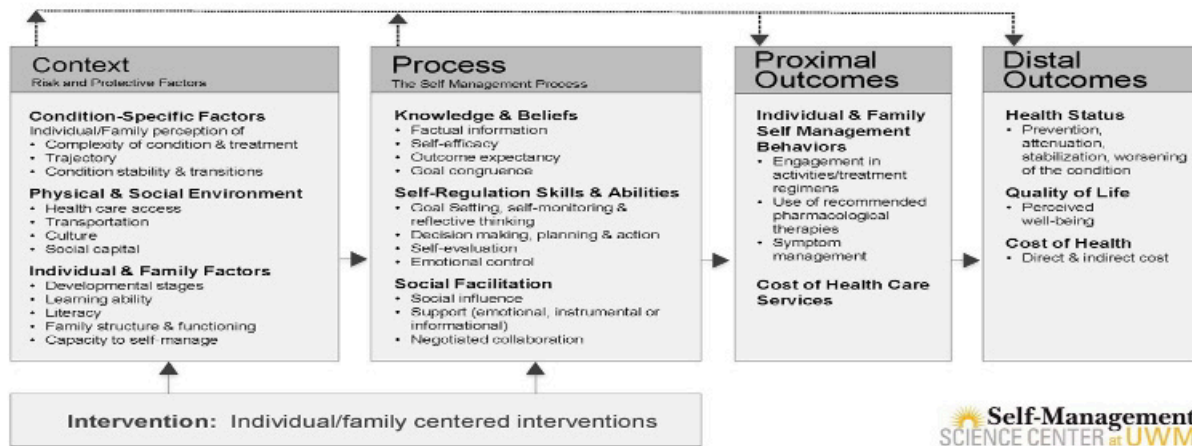 Context
Risk and Protective Factors
Condition-Specific Factors
Individual/Family perception of
• Complexity of condition & treatment
• Trajectory
• Condition stability & transitions
Physical & Social Environment
• Health care access
• Transportation
• Culture
• Social capital
Individual & Family Factors
• Developmental stages
• Learning ability
• Literacy
• Family structure & functioning
• Capacity to self-manage
Process
The Self Management Process
Knowledge & Beliefs
• Factual information
• Self-efficacy
• Outcome expectancy
• Goal congruence
Self-Regulation Skills & Abilities
• Goal Setting, self-monitoring &
reflective thinking
• Decision making, planning & action
• Self-evaluation
• Emotional control
Social Facilitation
• Social influence
• Support (emotional, instrumental or
informational)
• Negotiated collaboration
Proximal
Outcomes
Individual & Family
Self Management
Behaviors
• Engagement in
activities/treatment
regimens
• Use of recommended
pharmacological
therapies
• Symptom
management
Cost of Health Care
Services
Distal
Outcomes
Health Status
• Prevention,
attenuation,
stabilization, worsening
of the condition
Quality of Life
• Perceived
well-being
Cost of Health
• Direct & indirect cost
Intervention: Individual/family centered interventions
Self-Management
SCIENCE CENTER at UWM